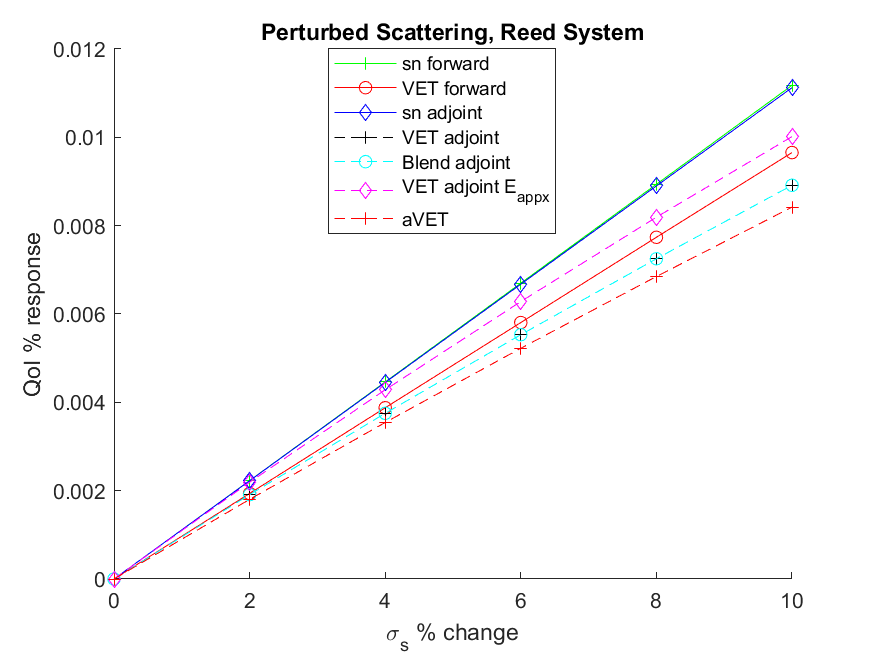 Perturbed Scattering, Reed System
sn forward
VET forward
sn adjoint
VET adjoint
Blend adjoint
VET adjoint E_appx
aVET
0.012
0.01
0.008
0.006
0.004
0.002
0
QoI % response
0 2 4 6 8 10
σ_s % change